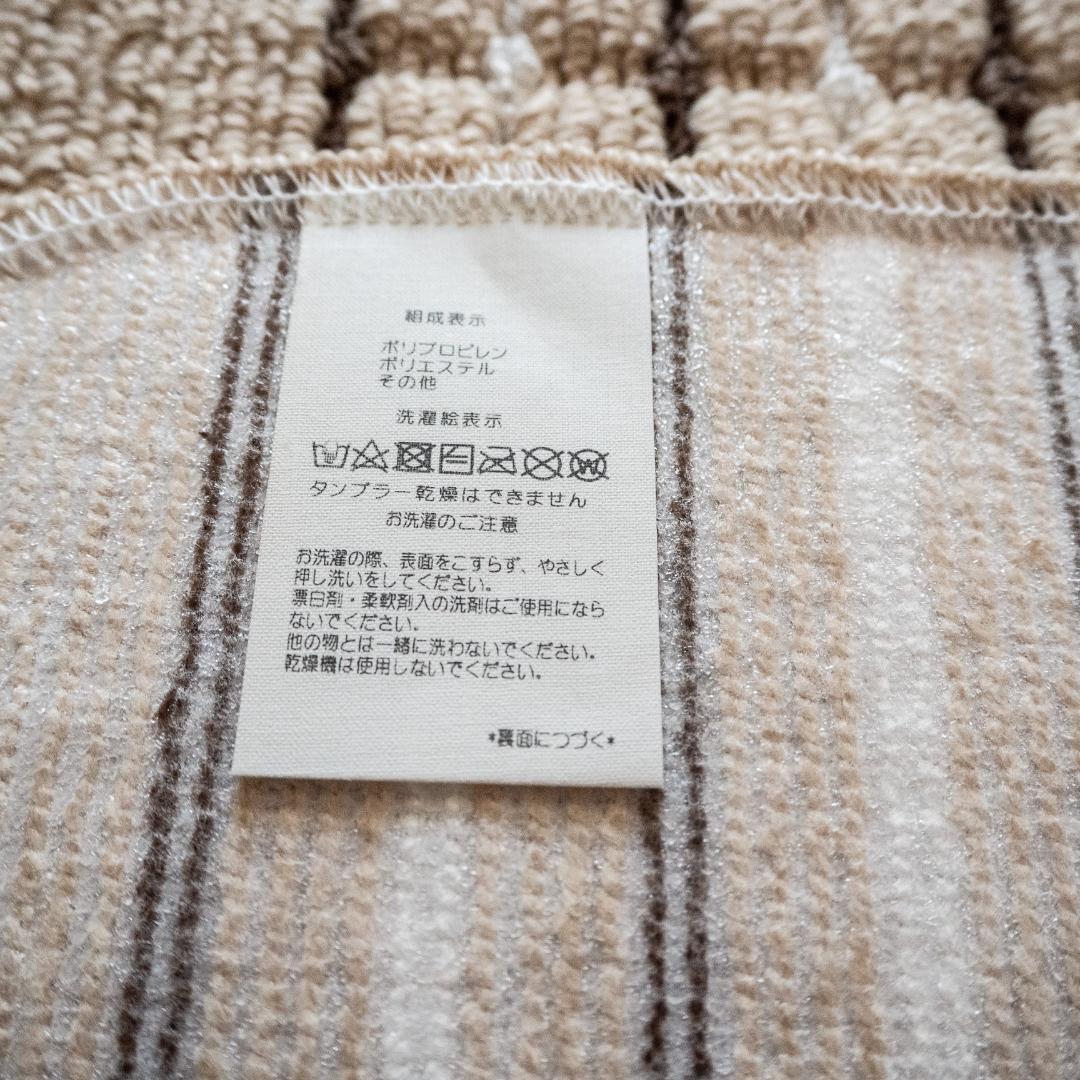 組成表示
ポリプロピレン
ポリエステル
その他
洗濯絵表示
W
タンブラー乾燥はできません
お洗濯のご注意
お洗濯の際、表面をこすらず、やさしく
押し洗いをしてください。
漂白剤・柔軟剤入の洗剤はご使用になら
ないでください。
他の物とは一緒に洗わないでください。
乾燥機は使用しないでください。
*裏面につづく*